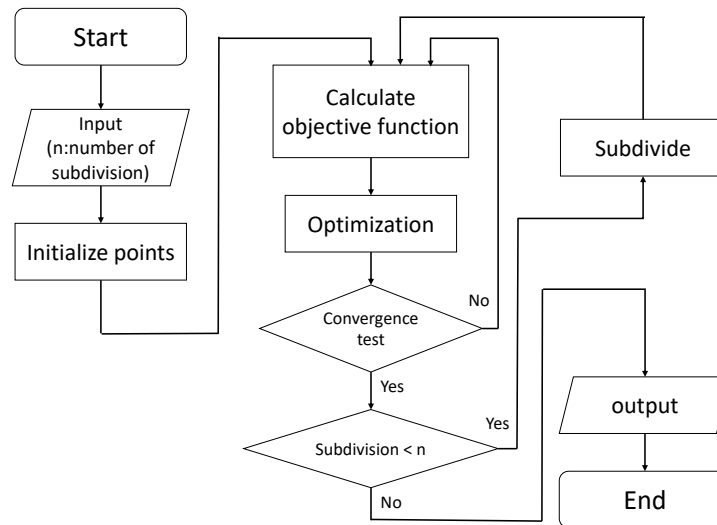 Start
Input
(n:number of
subdivision)
Initialize points
Calculate
objective function
Optimization
No
Convergence
test
Yes
Subdivision < n
Yes
No
Subdivide
output
End